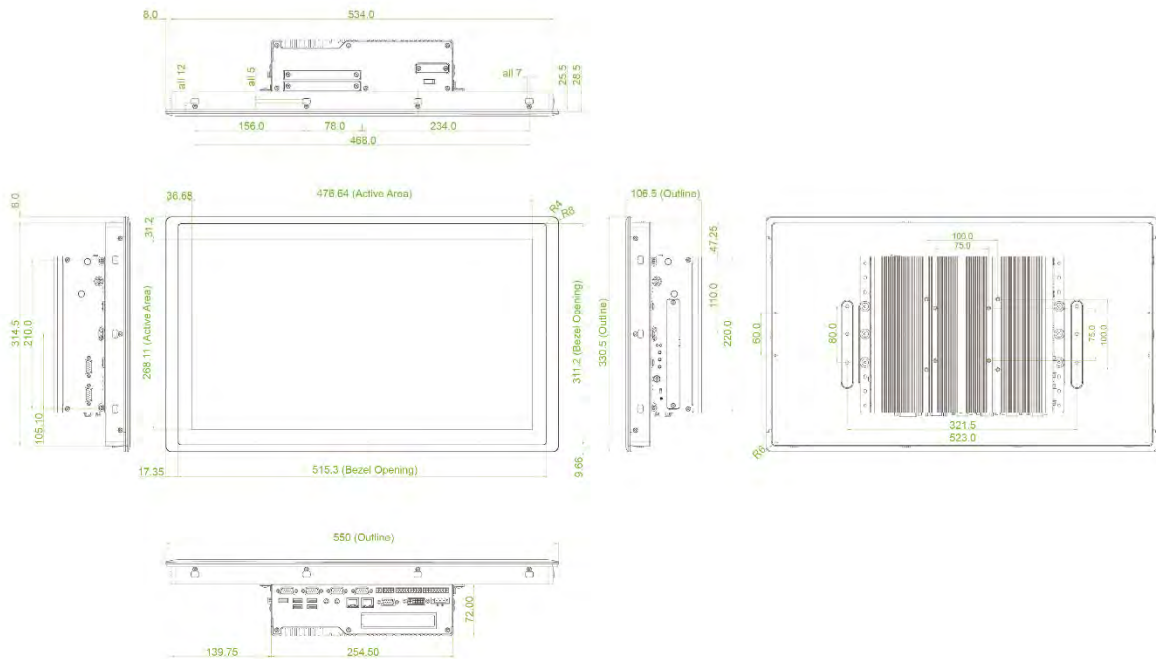 8.0
534.0
all 12
all 5
all 7
25.5
28.5
156.0
78.0
234.0
468.0
8.0
314.5
210.0
105.10
36.68
476.64 (Active Area)
R4
R8
31.2
268.11 (Active Area)
311.2 (Bezel Opening)
330.5 (Outline)
17.35
515.3 (Bezel Opening)
9.66
106.5 (Outline)
47.25
110.0
220.0
100.0
75.0
60.0
80.0
75.0
100.0
321.5
523.0
R6
550 (Outline)
72.00
139.75
254.50